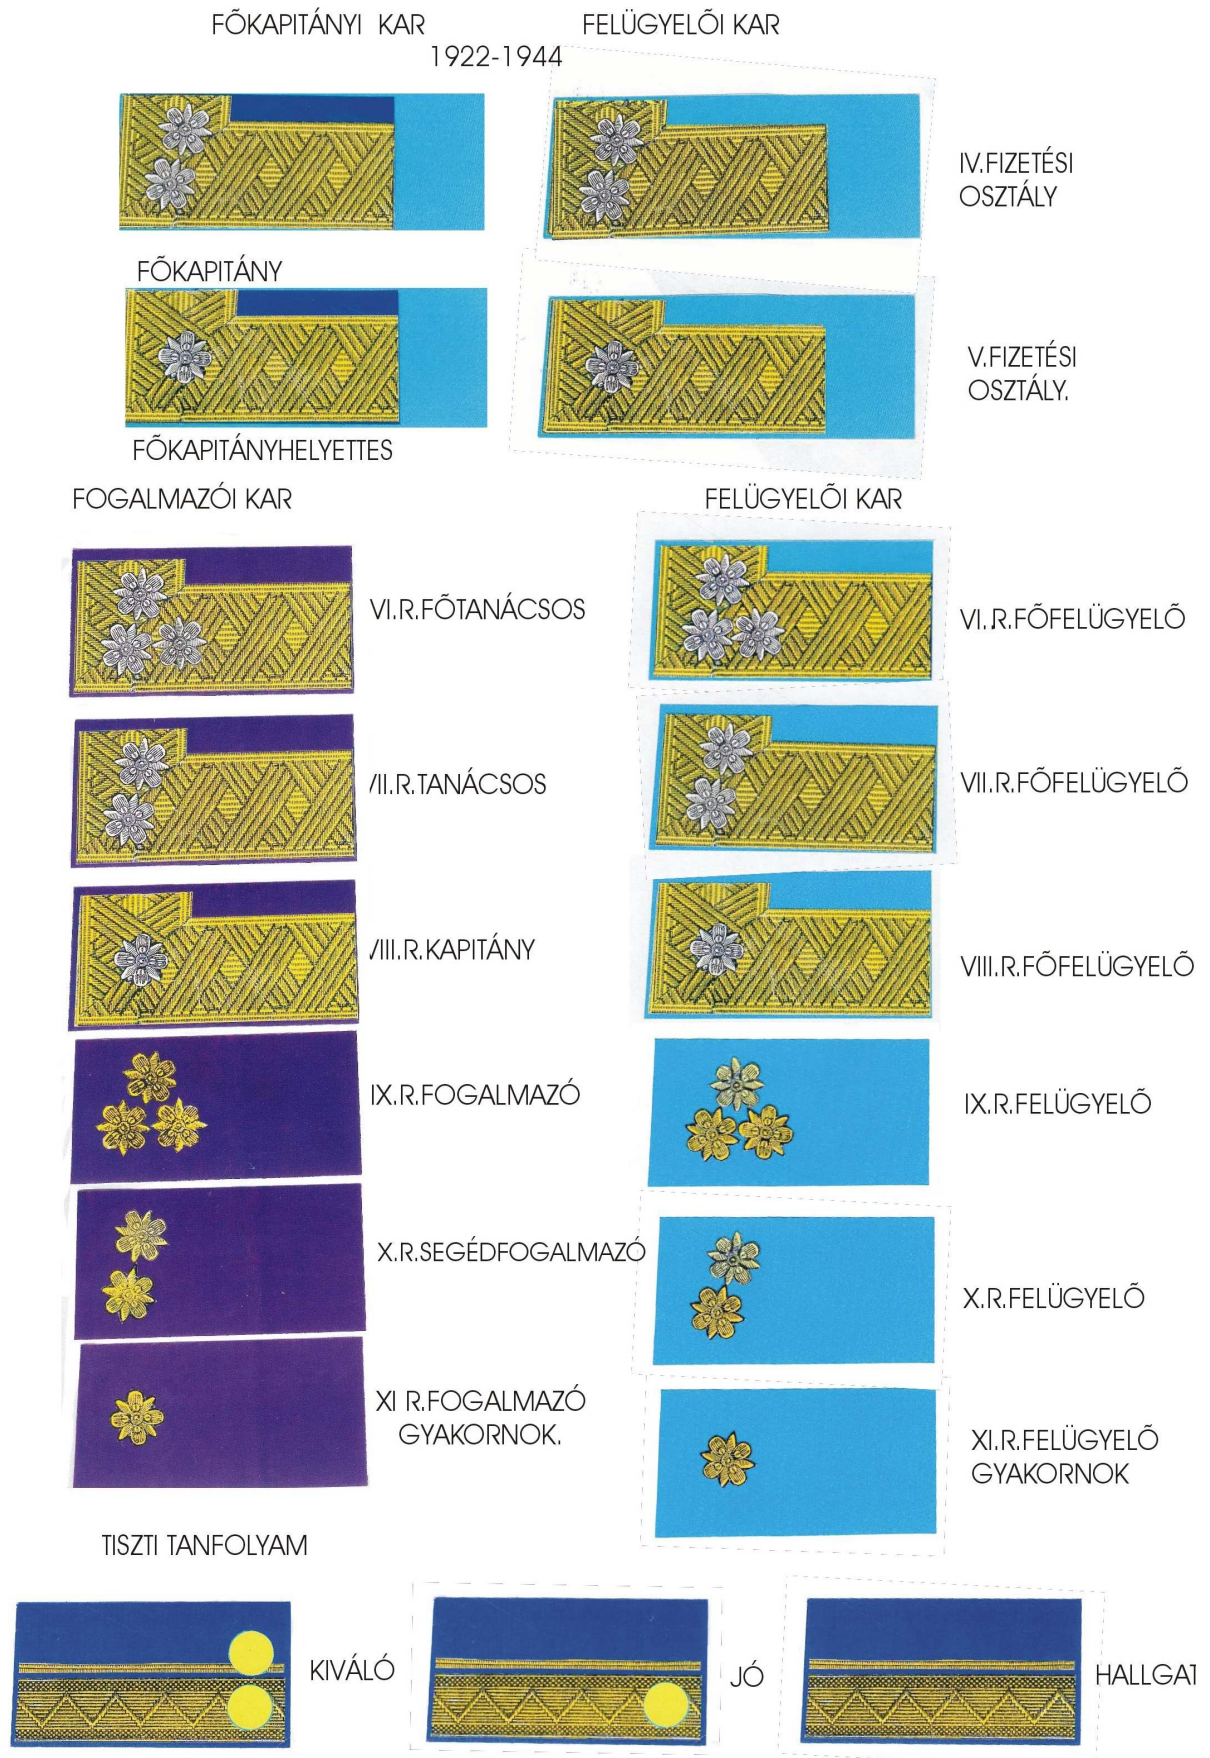 FÕKAPITÁNYI KAR
FELÜGYELÕI KAR
1922-1944
IV.FIZETÉSI
OSZTÁLY
FÕKAPITÁNY
V.FIZETÉSI
OSZTÁLY.
FÕKAPITÁNYHELYETTES
FOGALMAZÓI KAR
FELÜGYELÕI KAR
VI.R.FÕTANÁCSOS
VI..R.FÕFELÜGYELÕ
VII.R.TANÁCSOS
VII.R.FÕFELÜGYELÕ
VIII.R.KAPITÁNY
VIII.R.FÕFELÜGYELÕ
IX.R.FOGALMAZÓ
IX.R.FELÜGYELÕ
X.R.SEGÉDFOGALMAZÓ
X.R.FELÜGYELÕ
XI R.FOGALMAZÓ
GYAKORNOK.
XI.R.FELÜGYELÕ
GYAKORNOK
TISZTI TANFOLYAM
KIVÁLÓ
JÓ
HALLGAT